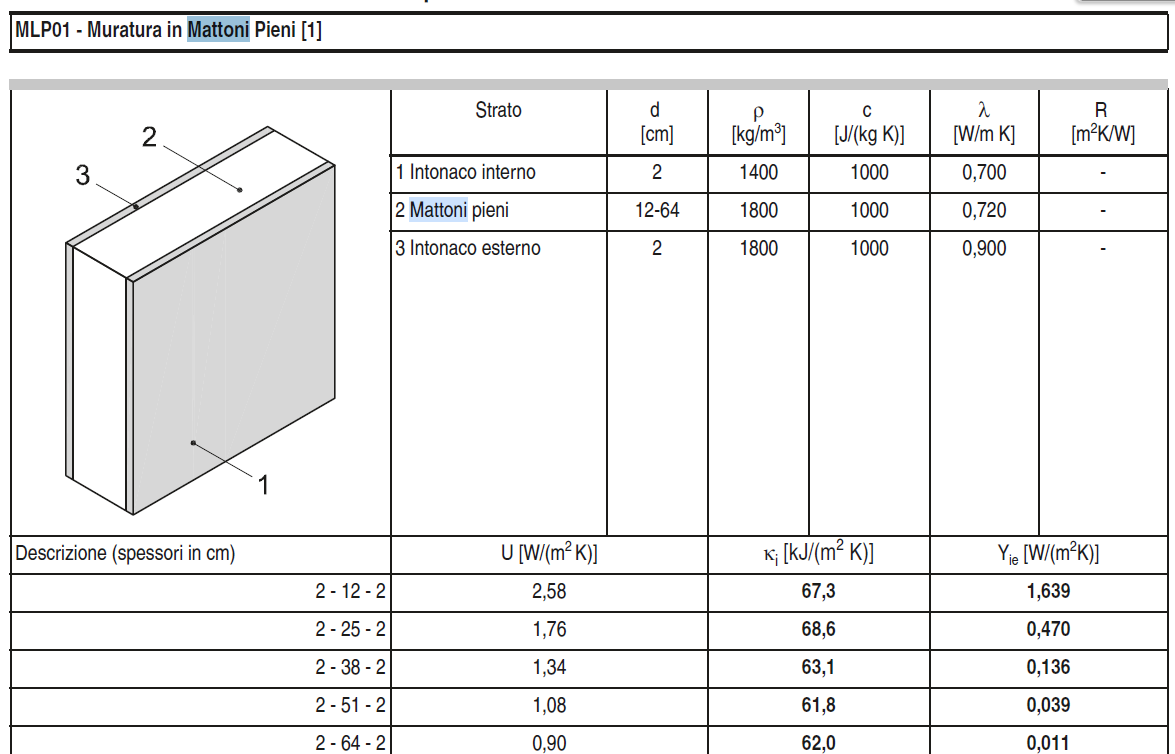 MLP01 - Muratura in Mattoni Pieni [1]
Strato d ρ c λ R
[cm] [kg/m³] [J/(kg K)] [W/m K] [m²K/W]
1 Intonaco interno 2 1400 1000 0,700 -
2 Mattoni pieni 12-64 1800 1000 0,720 -
3 Intonaco esterno 2 1800 1000 0,900 -
2
3
1
Descrizione (spessori in cm) U [W/(m² K)] κi [kJ/(m² K)] Yie [W/(m²K)]
2 - 12 - 2 2,58 67,3 1,639
2 - 25 - 2 1,76 68,6 0,470
2 - 38 - 2 1,34 63,1 0,136
2 - 51 - 2 1,08 61,8 0,039
2 - 64 - 2 0,90 62,0 0,011